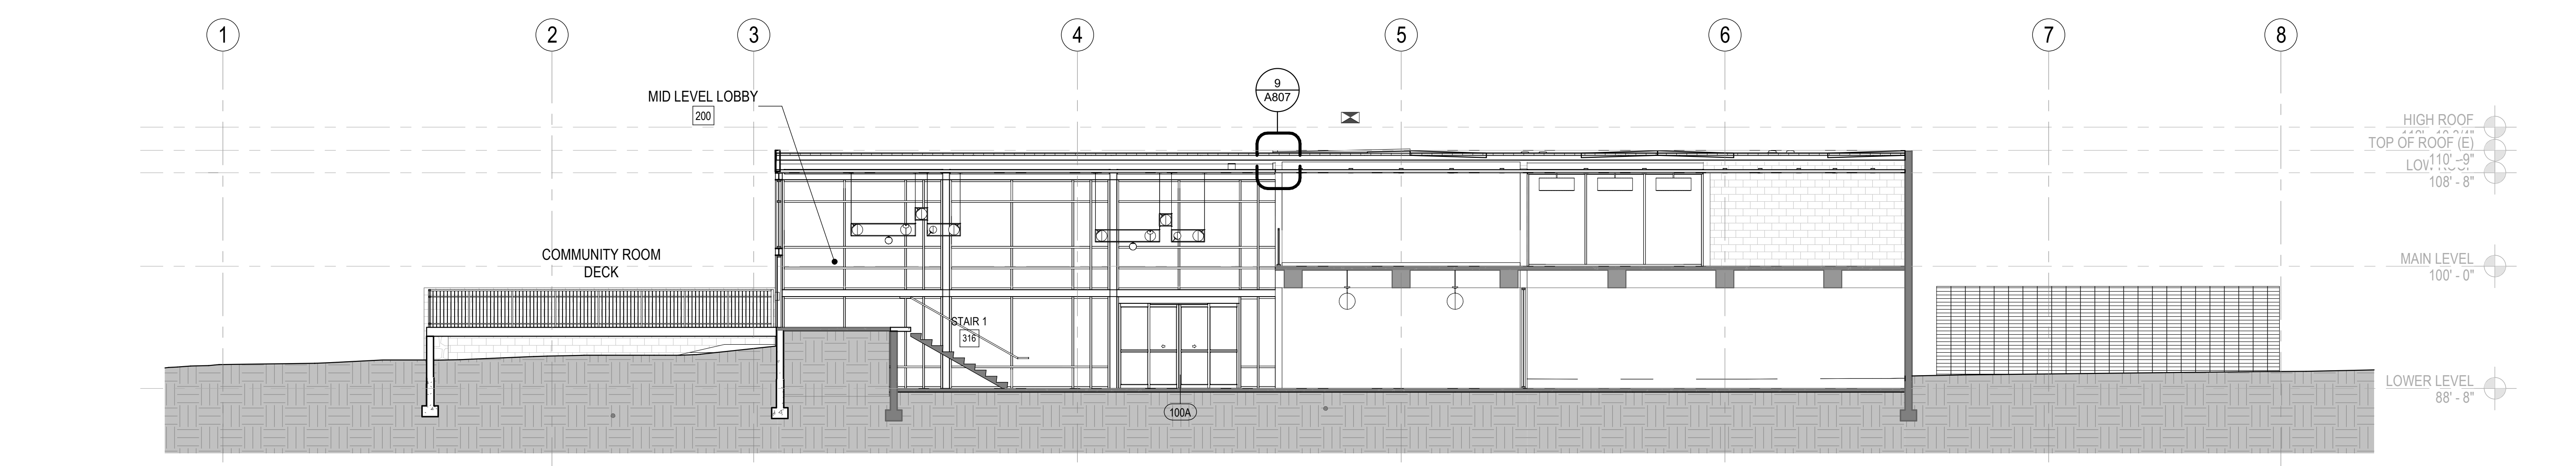 1
2
3
4
5
6
7
8
9
A807
MID LEVEL LOBBY
200
HIGH ROOF
TOP OF ROOF (E)
110' - 9"
108' - 8"
COMMUNITY ROOM
DECK
MAIN LEVEL
100' - 0"
STAIR 1
316
LOWER LEVEL
88' - 8"
100A